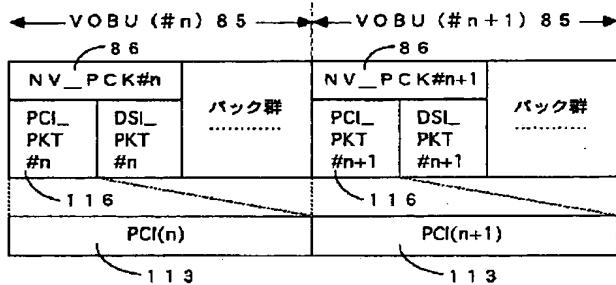 VOBU (#n) 85
VOBU (#n+1) 85
86
86
NV_PCK#n
パック群
…………
NV_PCK#n+1
パック群
…………
PCI_
PKT
#n
DSI_
PKT
#n
PCI_
PKT
#n+1
DSI_
PKT
#n+1
116
116
PCI(n)
PCI(n+1)
113
113